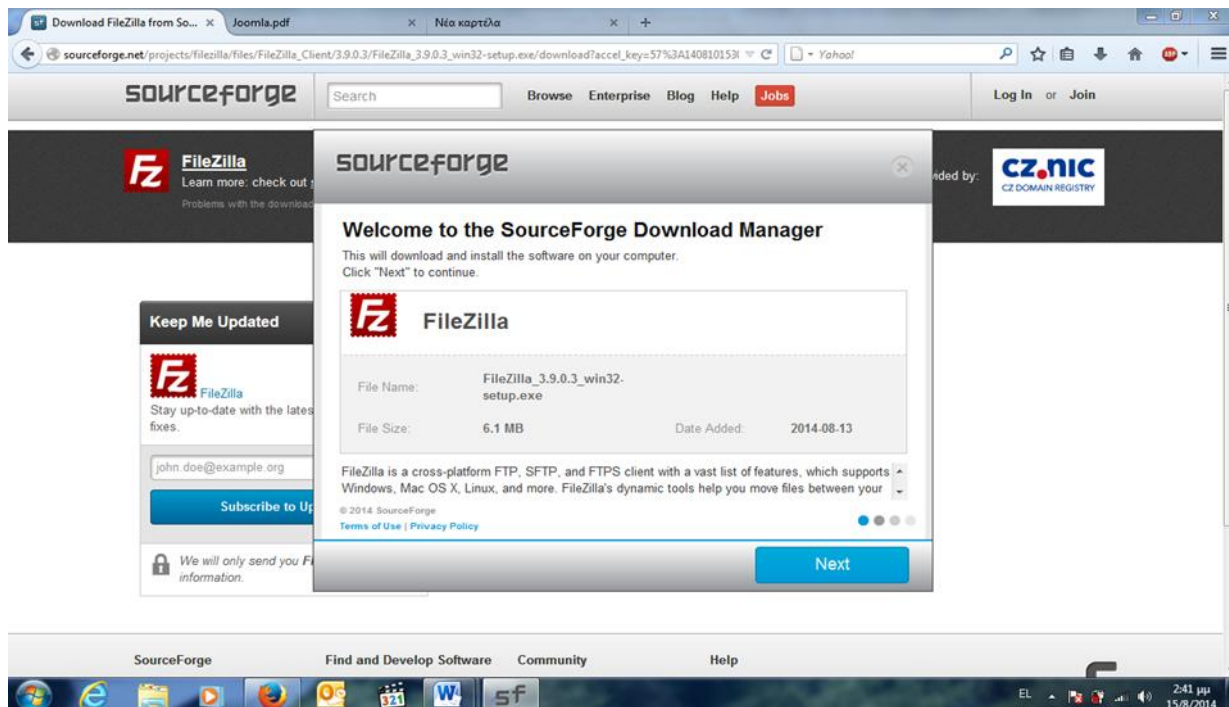 Download FileZilla from So...
Joomla.pdf
Νέα καρτέλα
sourceforge.net/projects/filezilla/files/FileZilla_Client/3.9.0.3/FileZilla_3.9.0.3_win32-setup.exe/download?accel_key=57%3A140810153
Yahoo!
sourceforge
Search
Browse Enterprise Blog Help Jobs
Log In or Join
FileZilla
Learn more: check out
Problems with the download
vided by:
CZ.NIC
CZ DOMAIN REGISTRY
sourceforge
Welcome to the SourceForge Download Manager
This will download and install the software on your computer.
Click "Next" to continue.
FileZilla
File Name: FileZilla_3.9.0.3_win32-
setup.exe
File Size: 6.1 MB Date Added: 2014-08-13
FileZilla is a cross-platform FTP, SFTP, and FTPS client with a vast list of features, which supports
Windows, Mac OS X, Linux, and more. FileZilla's dynamic tools help you move files between your
© 2014 SourceForge
Terms of Use | Privacy Policy
Next
Keep Me Updated
FileZilla
Stay up-to-date with the lates
fixes.
john.doe@example.org
Subscribe to Up
We will only send you Fi
information.
SourceForge Find and Develop Software Community Help
EL
2:41 μμ
15/8/2014